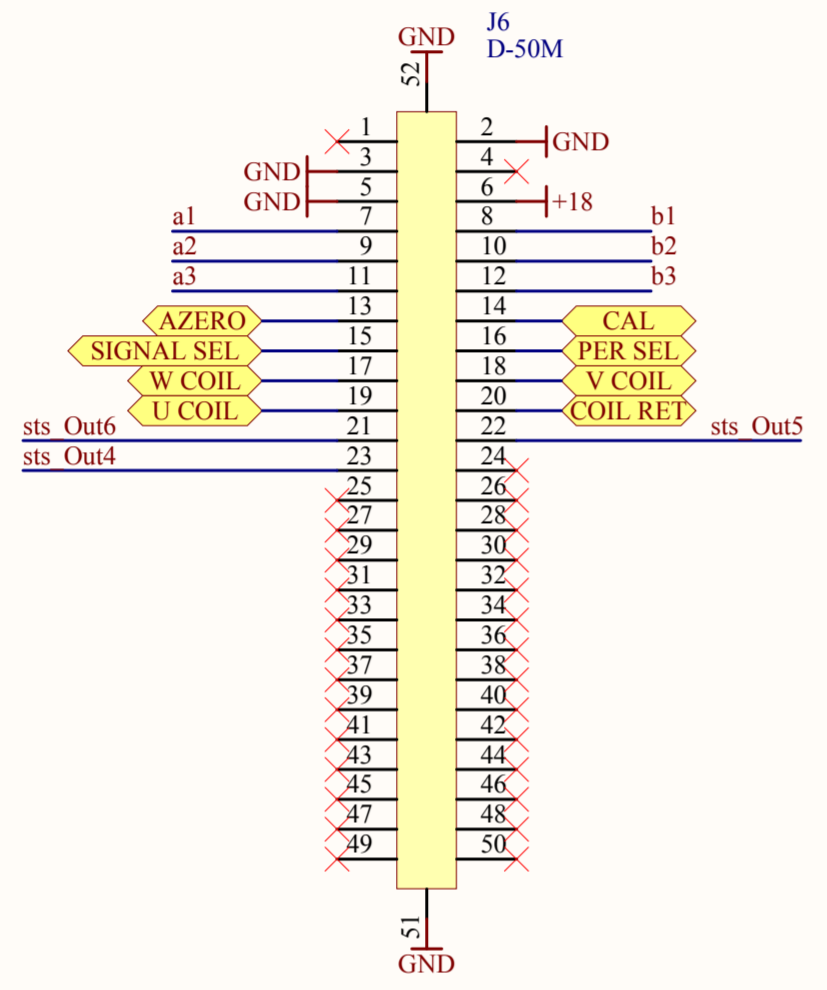 J6
GND
D-50M
52
1 2 GND
GND 3 4
GND 5 6 +18
a1 7 8 b1
a2 9 10 b2
a3 11 12 b3
AZERO 13 14 CAL
SIGNAL SEL 15 16 PER SEL
W COIL 17 18 V COIL
U COIL 19 20 COIL RET
sts_Out6 21 22 sts_Out5
sts_Out4 23 24
25 26
27 28
29 30
31 32
33 34
35 36
37 38
39 40
41 42
43 44
45 46
47 48
49 50
51
GND